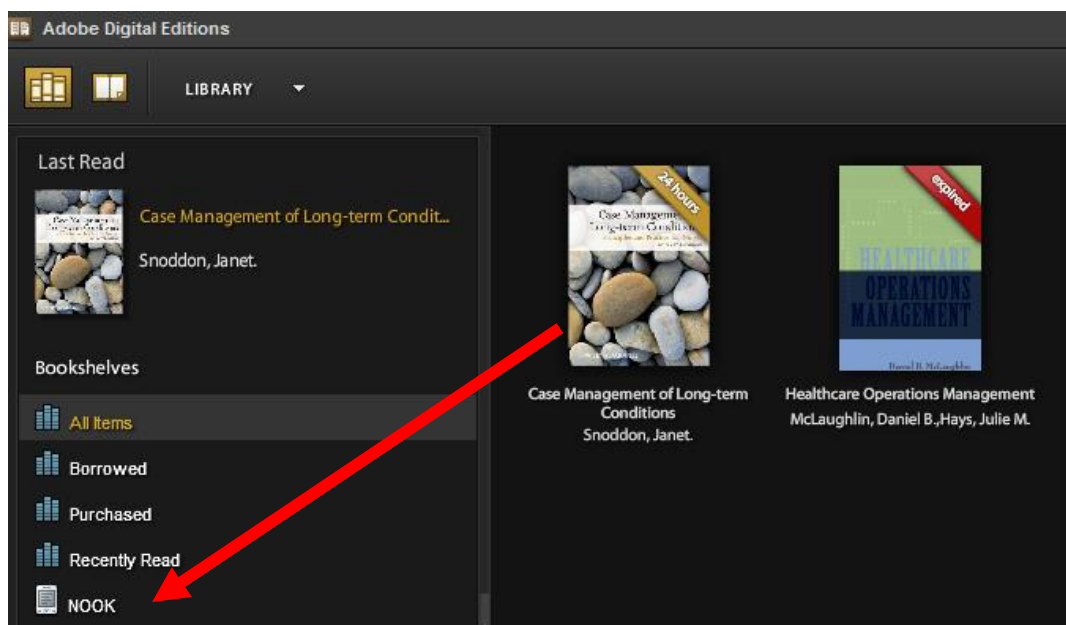 Adobe Digital Editions
LIBRARY
Last Read
Case Management of Long-term Condit...
Snoddon, Janet.
Bookshelves
All Items
Borrowed
Purchased
Recently Read
NOOK
24 hours
Case Management
Long-term Conditions
Case Management of Long-term
Conditions
Snoddon, Janet.
expired
HEALTHCARE
OPERATIONS
MANAGEMENT
Daniel B. McLaughlin
Healthcare Operations Management
McLaughlin, Daniel B.,Hays, Julie M.